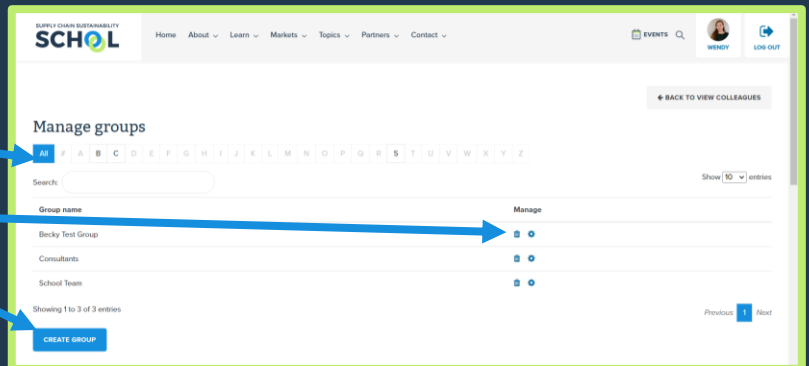 SUPPLY CHAIN SUSTAINABILITY
SCHOOL
Home About Learn Markets Topics Partners Contact
EVENTS
WENDY
LOG OUT
BACK TO VIEW COLLEAGUES
Manage groups
All # A B C D E F G H I J K L M N O P Q R S T U V W X Y Z
Search:
Show 10 entries
Group name Manage
Becky Test Group
Consultants
School Team
Showing 1 to 3 of 3 entries
Previous 1 Next
CREATE GROUP